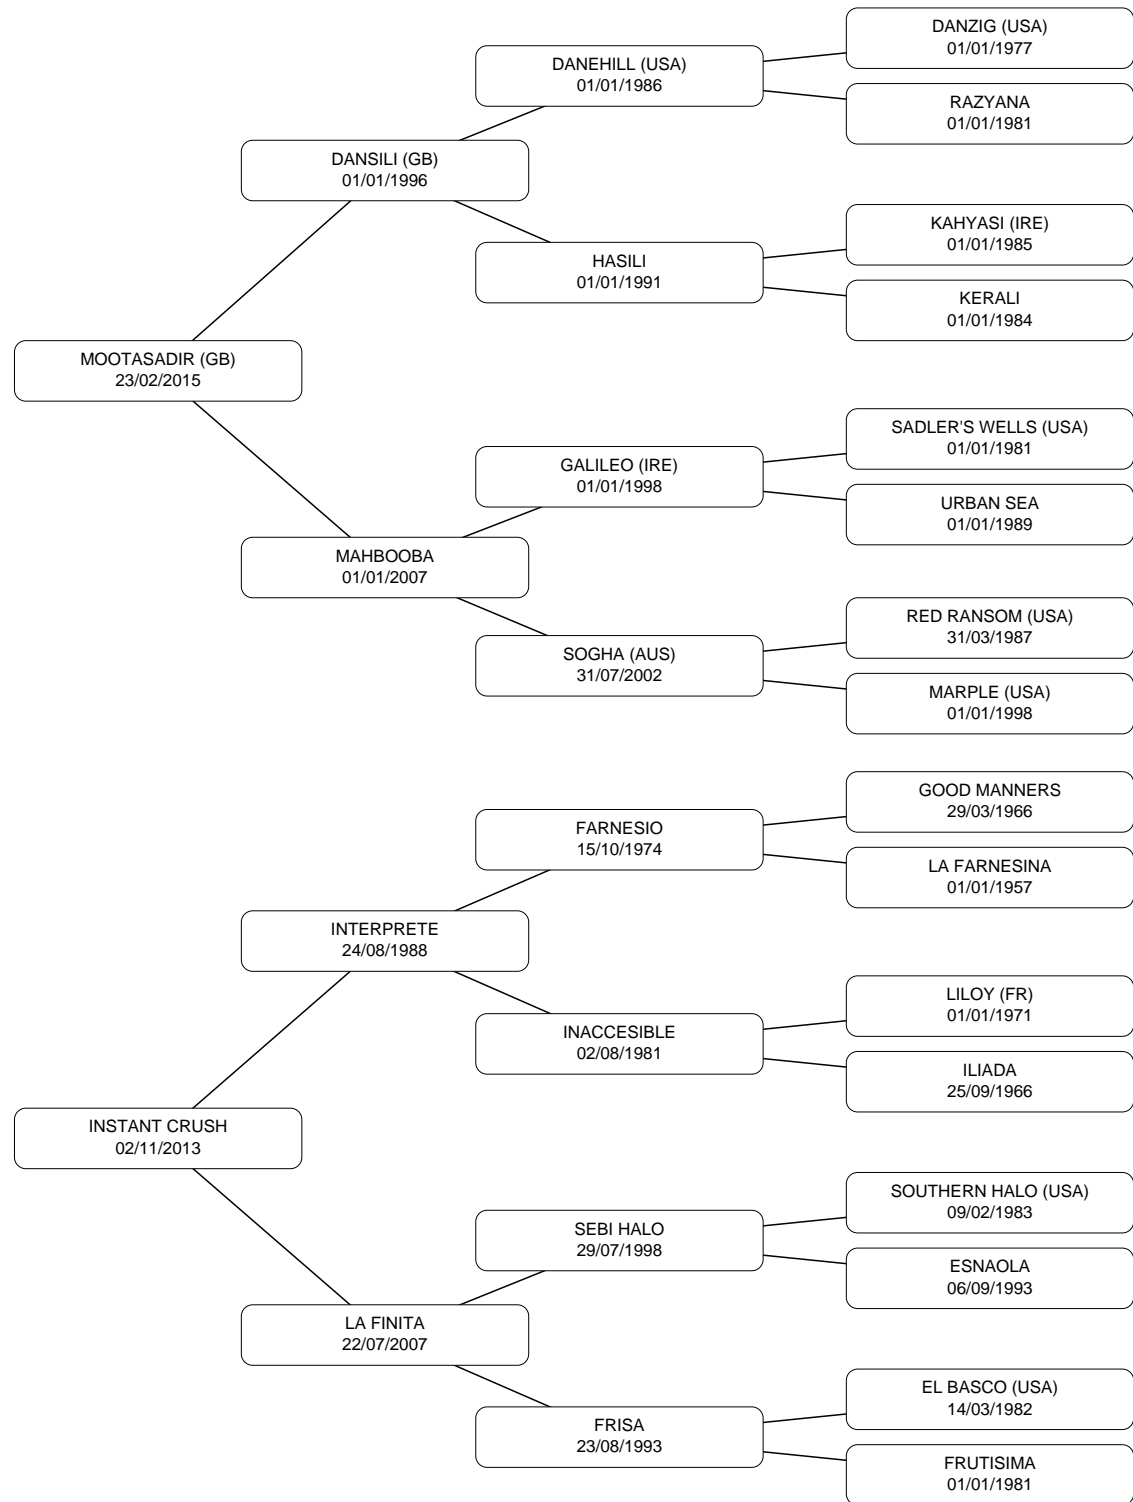 DANZIG (USA)
01/01/1977
DANEHILL (USA)
01/01/1986
RAZYANA
01/01/1981
DANSILI (GB)
01/01/1996
KAHYASI (IRE)
01/01/1985
HASILI
01/01/1991
KERALI
01/01/1984
MOOTASADIR (GB)
23/02/2015
SADLER'S WELLS (USA)
01/01/1981
GALILEO (IRE)
01/01/1998
URBAN SEA
01/01/1989
MAHBOOBA
01/01/2007
RED RANSOM (USA)
31/03/1987
SOGHA (AUS)
31/07/2002
MARPLE (USA)
01/01/1998
GOOD MANNERS
29/03/1966
FARNESIO
15/10/1974
LA FARNESINA
01/01/1957
INTERPRETE
24/08/1988
LILOY (FR)
01/01/1971
INACCESIBLE
02/08/1981
ILIADA
25/09/1966
INSTANT CRUSH
02/11/2013
SOUTHERN HALO (USA)
09/02/1983
SEBI HALO
29/07/1998
ESNAOLA
06/09/1993
LA FINITA
22/07/2007
EL BASCO (USA)
14/03/1982
FRISA
23/08/1993
FRUTISIMA
01/01/1981